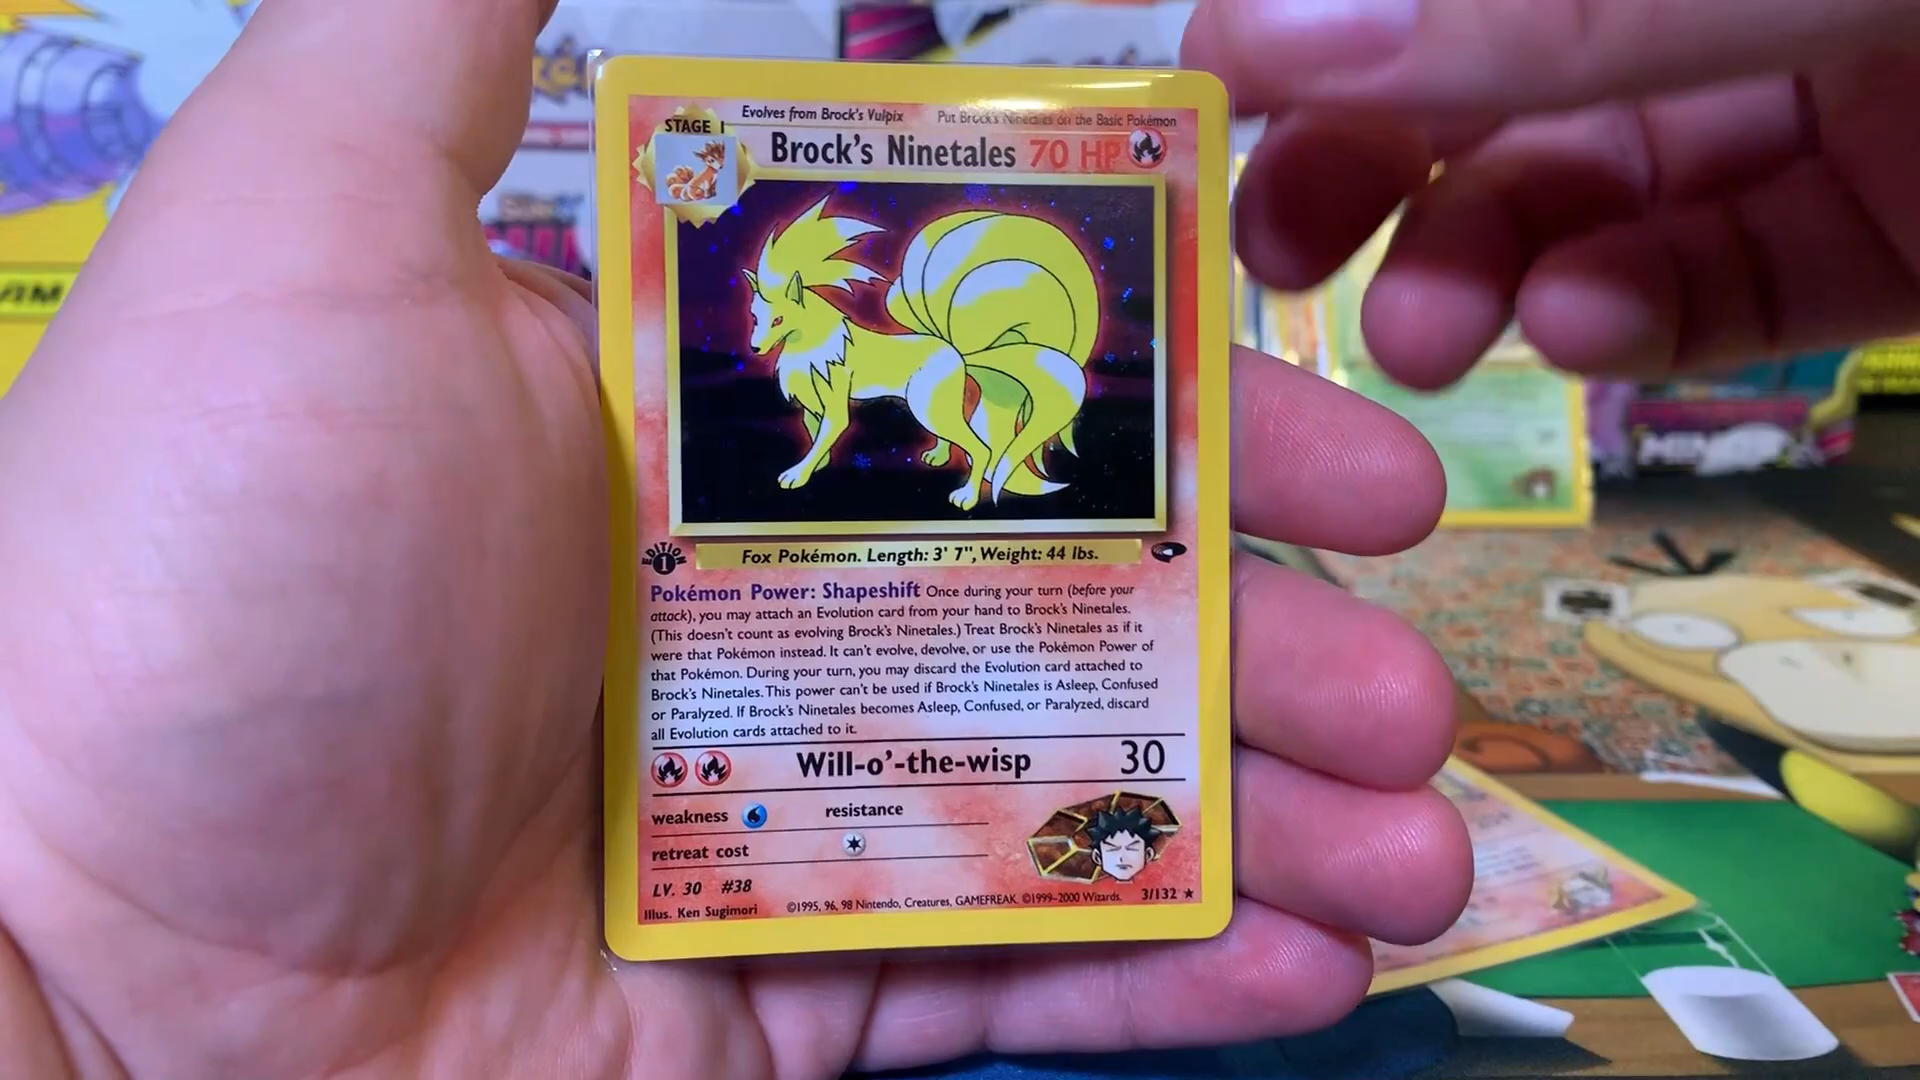 Evolves from Brock's Vulpix
Put Brock's Ninetales on the Basic Pokémon
STAGE 1
Brock's Ninetales 70 HP
EDITION
1
Fox Pokémon. Length: 3' 7", Weight: 44 lbs.
Pokémon Power: Shapeshift Once during your turn (before your
attack), you may attach an Evolution card from your hand to Brock's Ninetales.
(This doesn't count as evolving Brock's Ninetales.) Treat Brock's Ninetales as if it
were that Pokémon instead. It can't evolve, devolve, or use the Pokémon Power of
that Pokémon. During your turn, you may discard the Evolution card attached to
Brock's Ninetales. This power can't be used if Brock's Ninetales is Asleep, Confused
or Paralyzed. If Brock's Ninetales becomes Asleep, Confused, or Paralyzed, discard
all Evolution cards attached to it.
Will-o'-the-wisp 30
weakness
resistance
retreat cost
LV. 30 #38
Illus. Ken Sugimori
©1995, 96, 98 Nintendo, Creatures, GAMEFREAK. ©1999-2000 Wizards. 3/132 ★